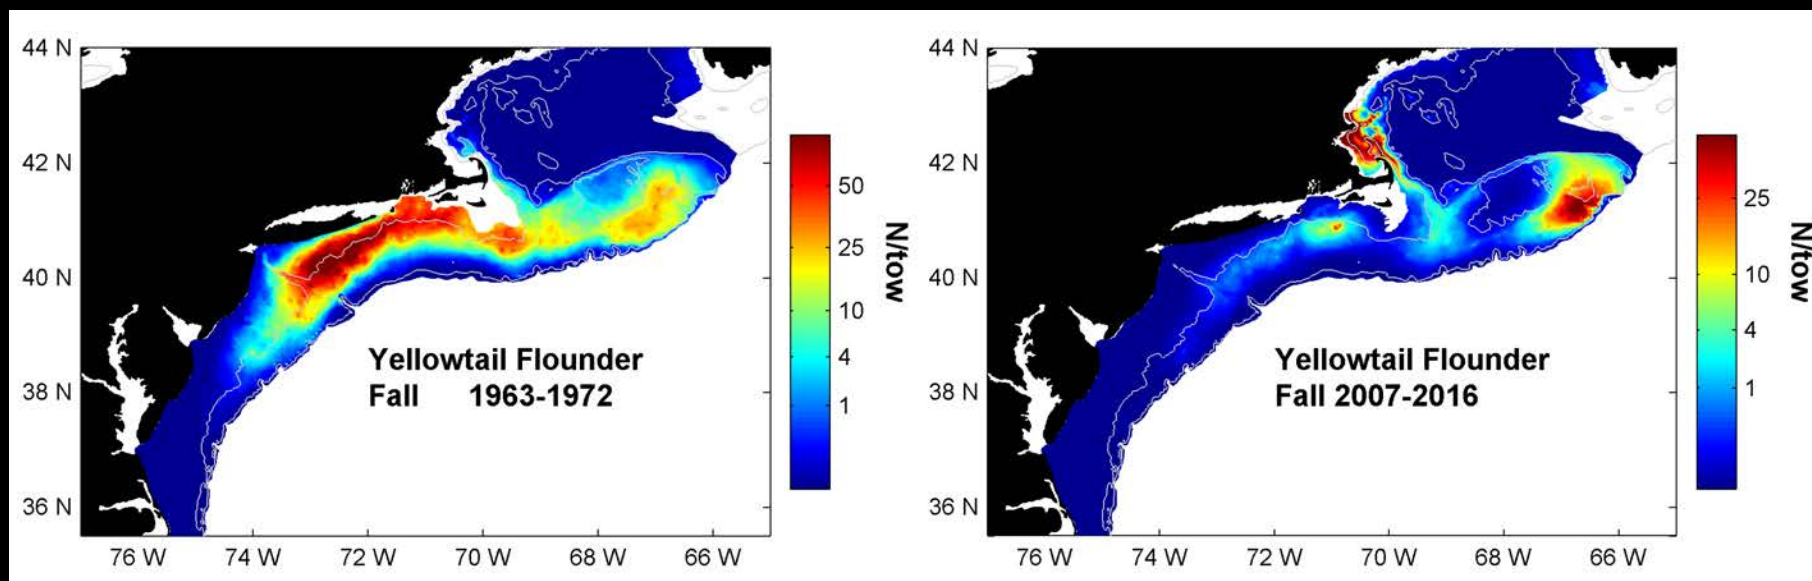 44 N
42 N
40 N
38 N
36 N
76 W 74 W 72 W 70 W 68 W 66 W
50
25
10
4
1
N/tow
Yellowtail Flounder
Fall 1963-1972
44 N
42 N
40 N
38 N
36 N
76 W 74 W 72 W 70 W 68 W 66 W
25
10
4
1
N/tow
Yellowtail Flounder
Fall 2007-2016